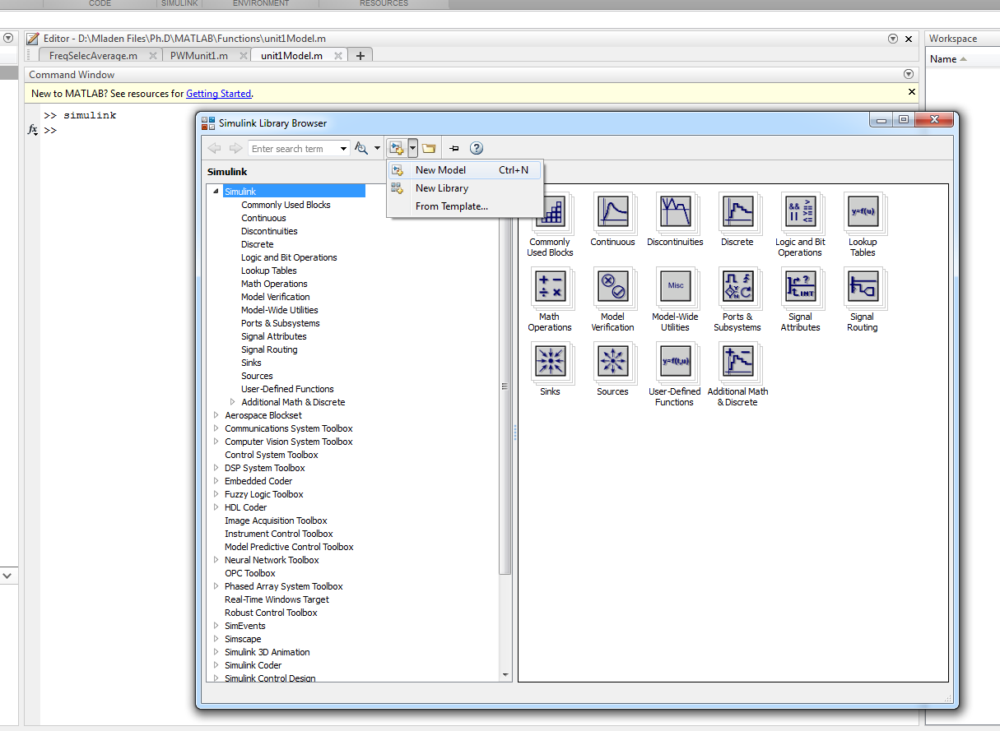 CODE SIMULINK ENVIRONMENT RESOURCES
Editor - D:\Mladen Files\Ph.D\MATLAB\Functions\unit1Model.m
Workspace
FreqSelecAverage.m PWMunit1.m unit1Model.m
Name
Command Window
New to MATLAB? See resources for Getting Started.
>> simulink
fx >>
Simulink Library Browser
Enter search term
New Model Ctrl+N
New Library
From Template...
Simulink
Simulink
Commonly Used Blocks
Continuous
Discontinuities
Discrete
Logic and Bit Operations
Lookup Tables
Math Operations
Model Verification
Model-Wide Utilities
Ports & Subsystems
Signal Attributes
Signal Routing
Sinks
Sources
User-Defined Functions
Additional Math & Discrete
Aerospace Blockset
Communications System Toolbox
Computer Vision System Toolbox
Control System Toolbox
DSP System Toolbox
Embedded Coder
Fuzzy Logic Toolbox
HDL Coder
Image Acquisition Toolbox
Instrument Control Toolbox
Model Predictive Control Toolbox
Neural Network Toolbox
OPC Toolbox
Phased Array System Toolbox
Real-Time Windows Target
Robust Control Toolbox
SimEvents
Simscape
Simulink 3D Animation
Simulink Coder
Simulink Control Design
y=f(u)
Commonly Used Blocks
Continuous
Discontinuities
Discrete
Logic and Bit Operations
Lookup Tables
Misc
Math Operations
Model Verification
Model-Wide Utilities
Ports & Subsystems
Signal Attributes
Signal Routing
y=f(t,u)
Sinks
Sources
User-Defined Functions
Additional Math & Discrete